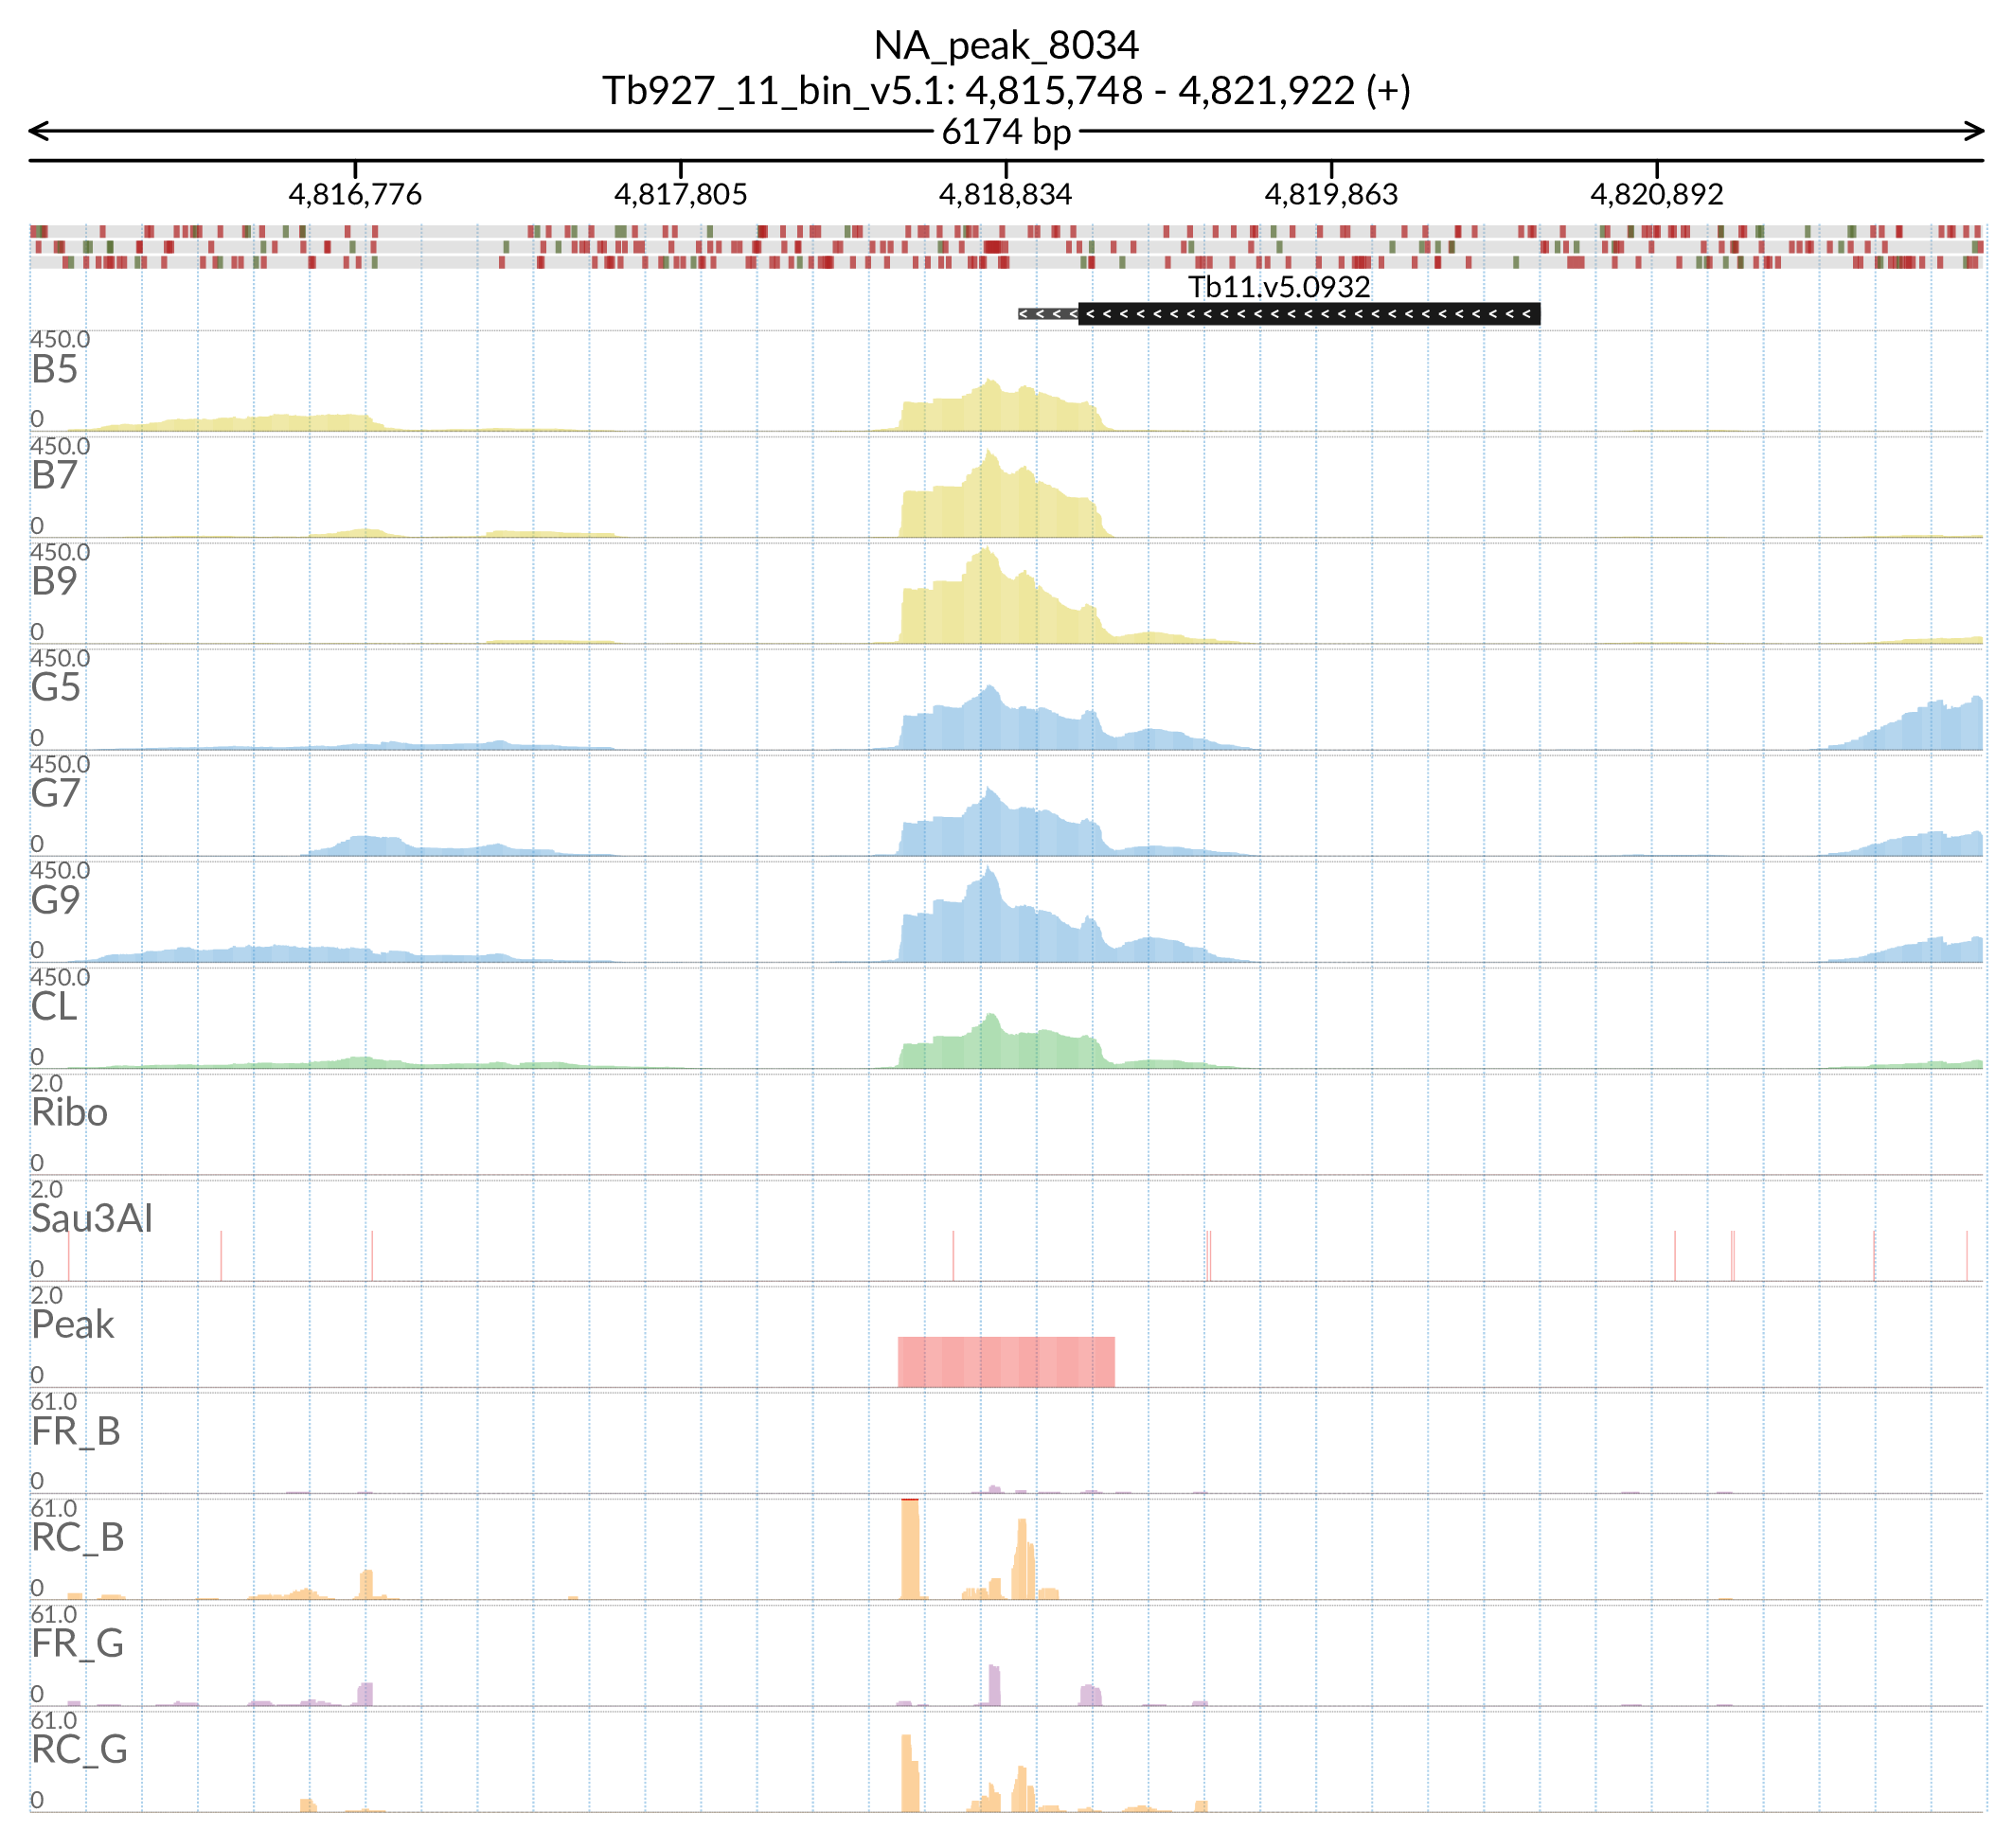 NA_peak_8034
Tb927_11_bin_v5.1: 4,815,748 - 4,821,922 (+)
6174 bp
4,816,776 4,817,805 4,818,834 4,819,863 4,820,892
Tb11.v5.0932
450.0
B5
0
450.0
B7
0
450.0
B9
0
450.0
G5
0
450.0
G7
0
450.0
G9
0
450.0
CL
0
2.0
Ribo
0
2.0
Sau3AI
0
2.0
Peak
0
61.0
FR_B
0
61.0
RC_B
0
61.0
FR_G
0
61.0
RC_G
0